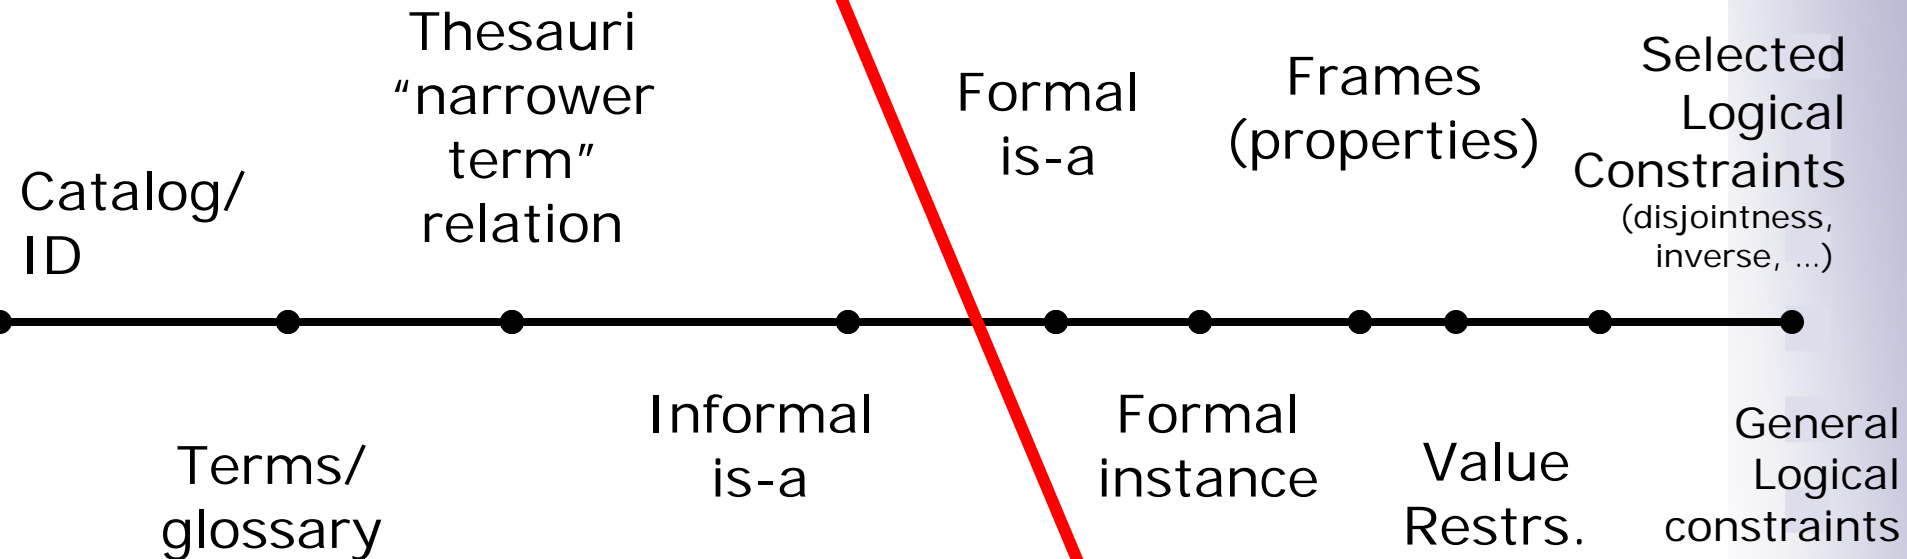 Catalog/
ID
Thesauri
“narrower
term”
relation
Formal
is-a
Frames
(properties)
Selected
Logical
Constraints
(disjointness,
inverse, …)
Terms/
glossary
Informal
is-a
Formal
instance
Value
Restrs.
General
Logical
constraints